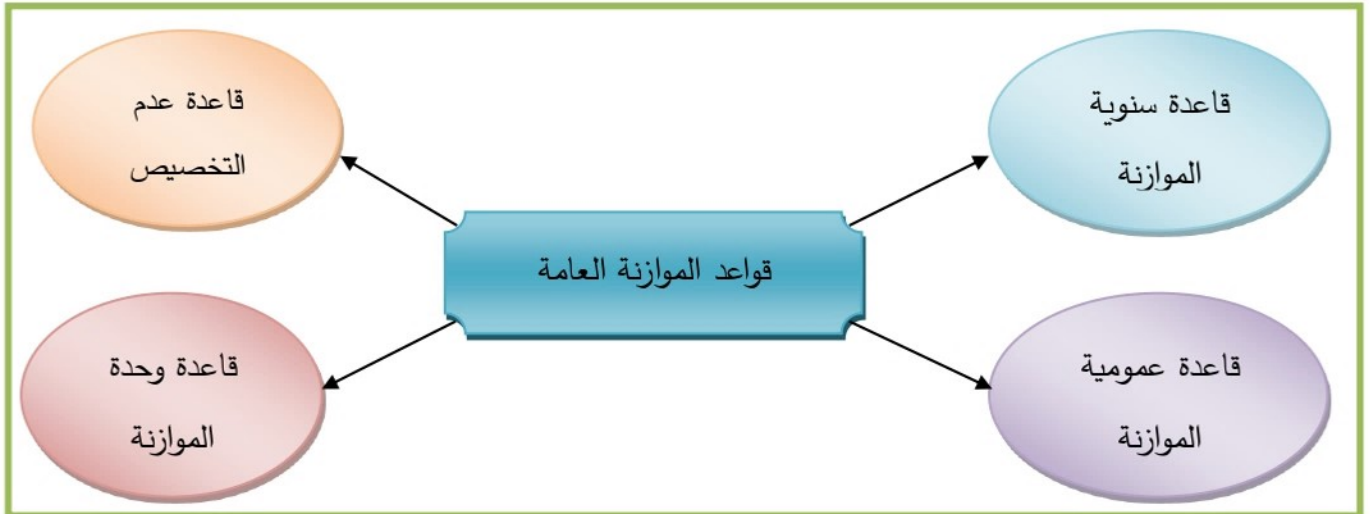 قاعدة سنوية
الموازنة
قاعدة عدم
التخصيص
قواعد الموازنة العامة
قاعدة عمومية
الموازنة
قاعدة وحدة
الموازنة